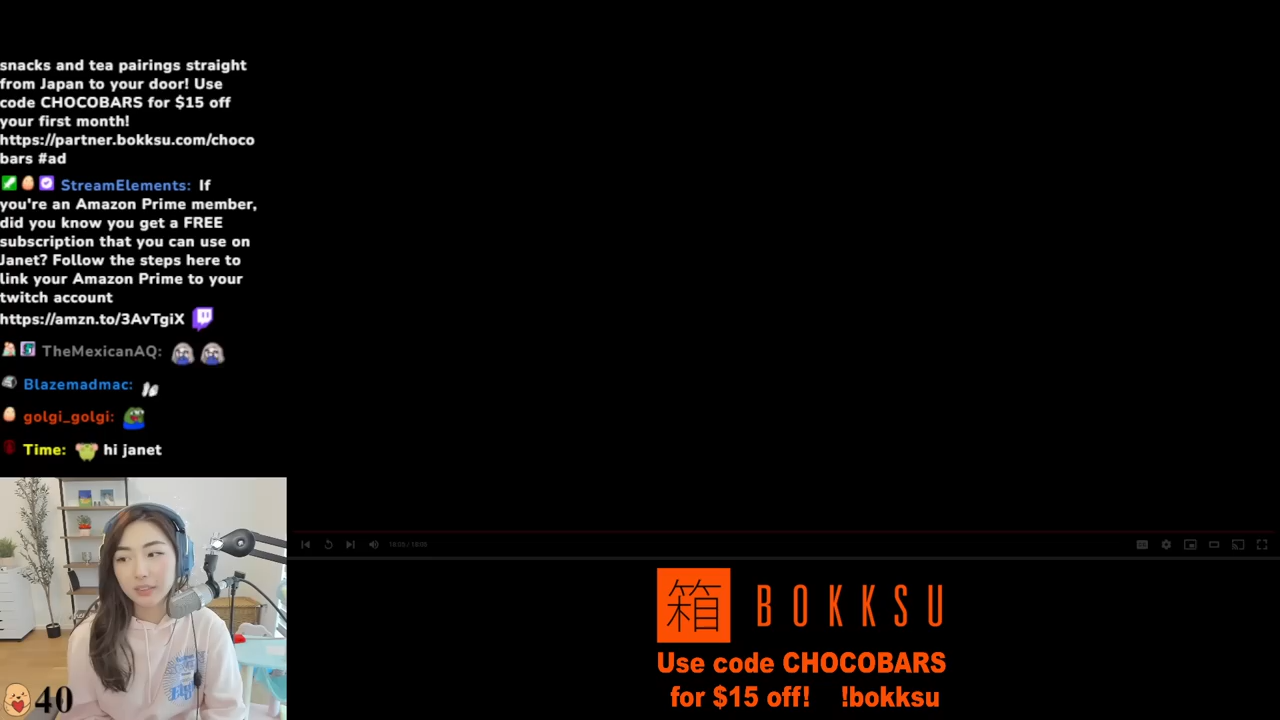 snacks and tea pairings straight
from Japan to your door! Use
code CHOCOBARS for $15 off
your first month!
https://partner.bokksu.com/choco
bars #ad
StreamElements: If
you're an Amazon Prime member,
did you know you get a FREE
subscription that you can use on
Janet? Follow the steps here to
link your Amazon Prime to your
twitch account
https://amzn.to/3AvTgiX
TheMexicanAQ:
Blazemadmac:
golgi_golgi:
Time: hi janet
40
箱 BOKKSU
Use code CHOCOBARS
for $15 off! !bokksu